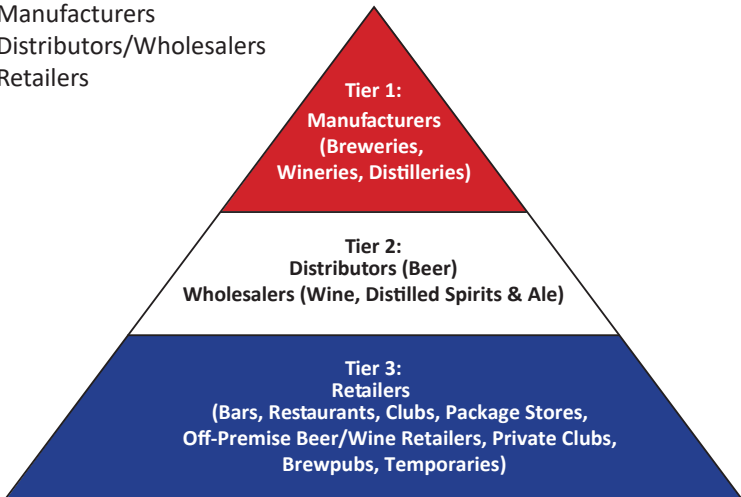 Manufacturers
Distributors/Wholesalers
Retailers
Tier 1:
Manufacturers
(Breweries,
Wineries, Distilleries)
Tier 2:
Distributors (Beer)
Wholesalers (Wine, Distilled Spirits & Ale)
Tier 3:
Retailers
(Bars, Restaurants, Clubs, Package Stores,
Off-Premise Beer/Wine Retailers, Private Clubs,
Brewpubs, Temporaries)